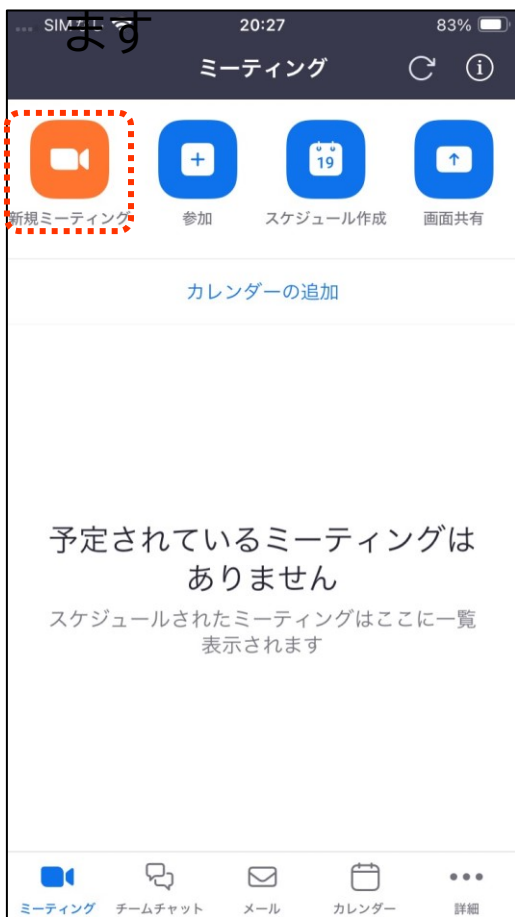 SIMなし 20:27 83%
ます
ミーティング
19
新規ミーティング 参加 スケジュール作成 画面共有
カレンダーの追加
予定されているミーティングは
ありません
スケジュールされたミーティングはここに一覧
表示されます
ミーティング チームチャット メール カレンダー 詳細